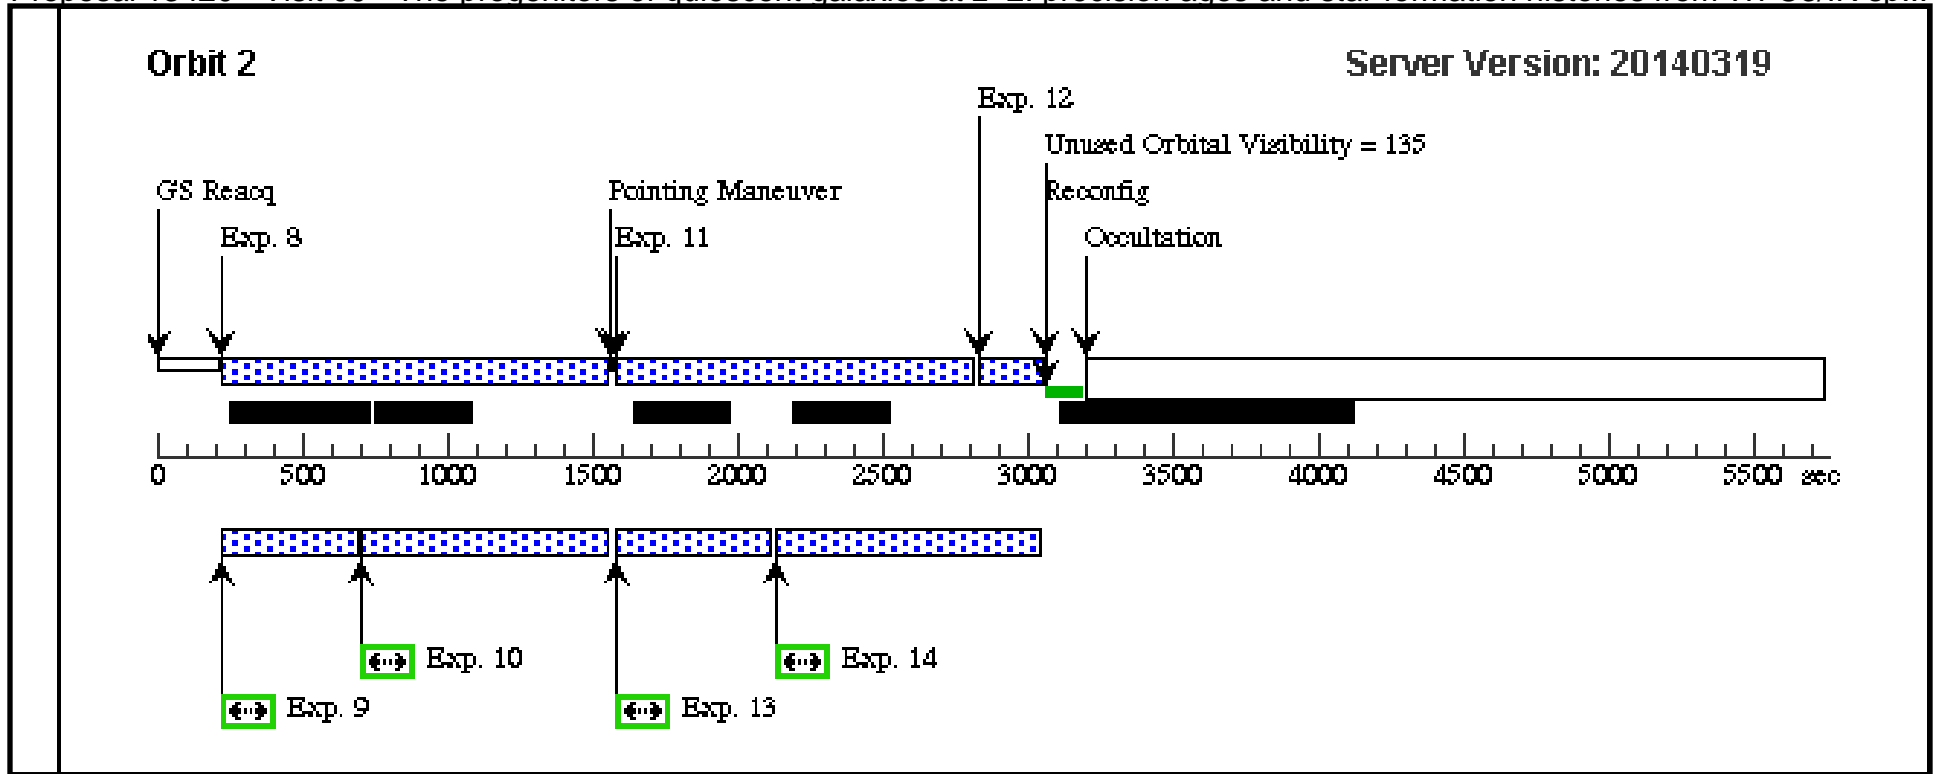 Orbit 2
Server Version: 20140319
Exp. 12
Unused Orbital Visibility = 135
GS Reacq
Pointing Maneuver
Reconfig
Exp. 8
Exp. 11
Occultation
0 500 1000 1500 2000 2500 3000 3500 4000 4500 5000 5500 sec
Exp. 10
Exp. 14
Exp. 9
Exp. 13